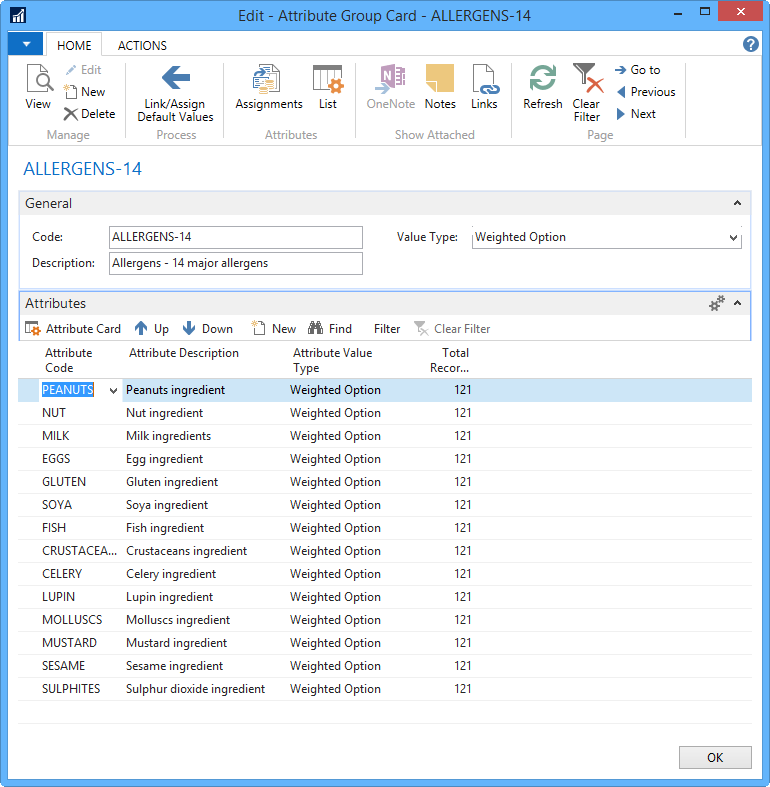 Edit - Attribute Group Card - ALLERGENS-14
HOME ACTIONS
View Edit New Delete
Link/Assign Default Values
Assignments List
OneNote Notes Links
Refresh Clear Filter
Go to Previous Next
Manage Process Attributes Show Attached Page
ALLERGENS-14
General
Code: ALLERGENS-14 Value Type: Weighted Option
Description: Allergens - 14 major allergens
Attributes
Attribute Card Up Down New Find Filter Clear Filter
Attribute Code Attribute Description Attribute Value Type Total Recor...
PEANUTS Peanuts ingredient Weighted Option 121
NUT Nut ingredient Weighted Option 121
MILK Milk ingredients Weighted Option 121
EGGS Egg ingredient Weighted Option 121
GLUTEN Gluten ingredient Weighted Option 121
SOYA Soya ingredient Weighted Option 121
FISH Fish ingredient Weighted Option 121
CRUSTACEA... Crustaceans ingredient Weighted Option 121
CELERY Celery ingredient Weighted Option 121
LUPIN Lupin ingredient Weighted Option 121
MOLLUSCS Molluscs ingredient Weighted Option 121
MUSTARD Mustard ingredient Weighted Option 121
SESAME Sesame ingredient Weighted Option 121
SULPHITES Sulphur dioxide ingredient Weighted Option 121
OK